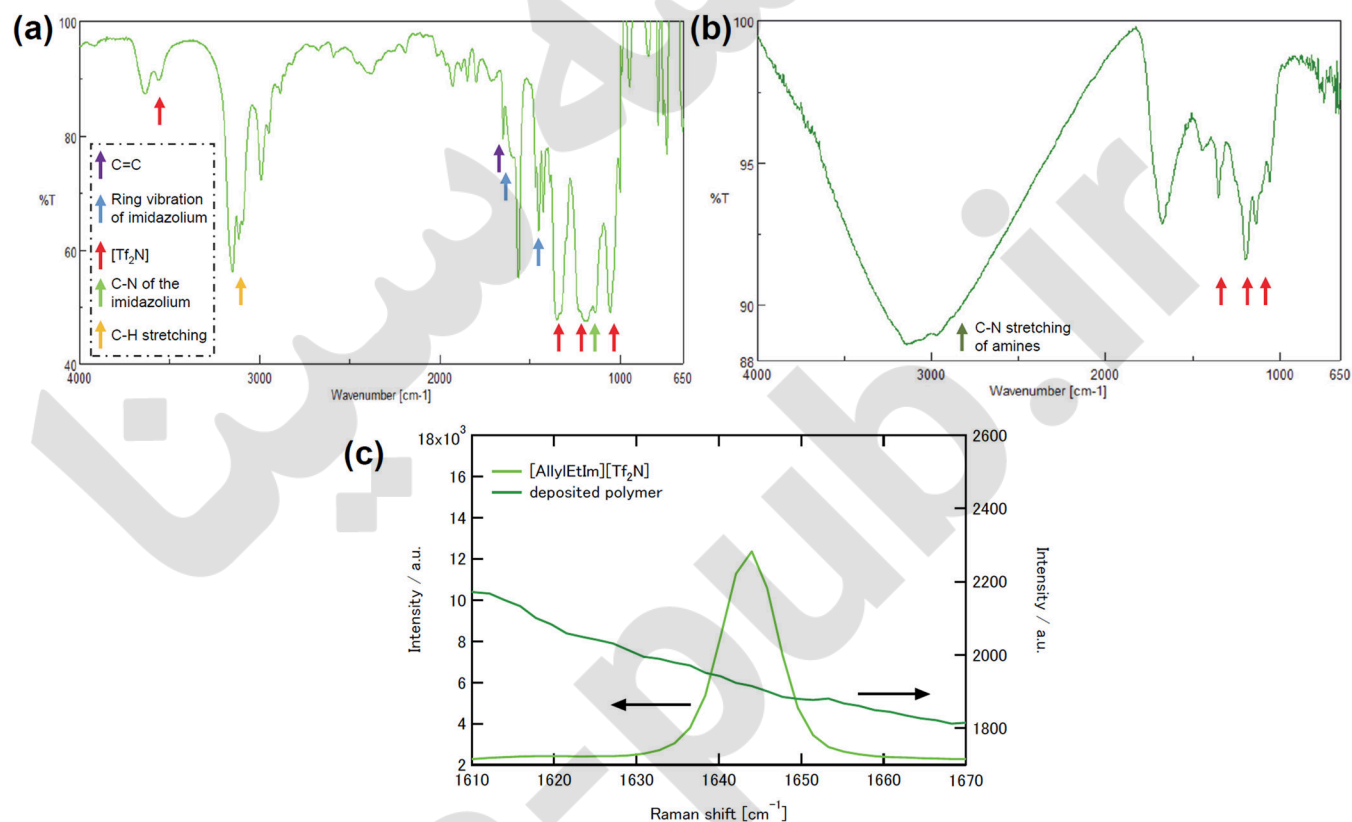 (a)
100
80
%T
60
40
4000
3000
2000
1000
650
Wavenumber [cm-1]
C=C
Ring vibration
of imidazolium
[Tf₂N]
C-N of the
imidazolium
C-H stretching
(b)
100
95
%T
90
88
4000
3000
2000
1000
650
Wavenumber [cm-1]
C-N stretching
of amines
(c)
18x10³
16
14
12
10
8
6
4
2
Intensity / a.u.
[AllylEtIm][Tf₂N]
deposited polymer
2600
2400
2200
2000
1800
Intensity / a.u.
1610
1620
1630
1640
1650
1660
1670
Raman shift [cm⁻¹]
-pub.ir